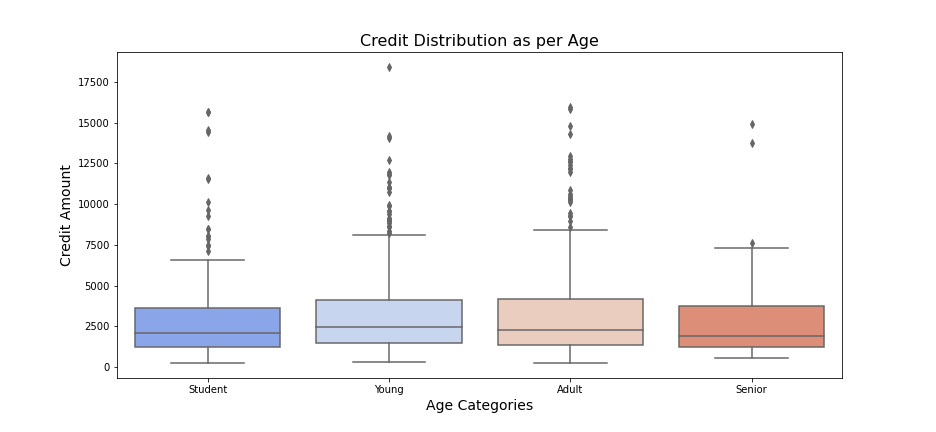 Credit Distribution as per Age
17500
15000
12500
10000
7500
5000
2500
0
Credit Amount
Student Young Adult Senior
Age Categories